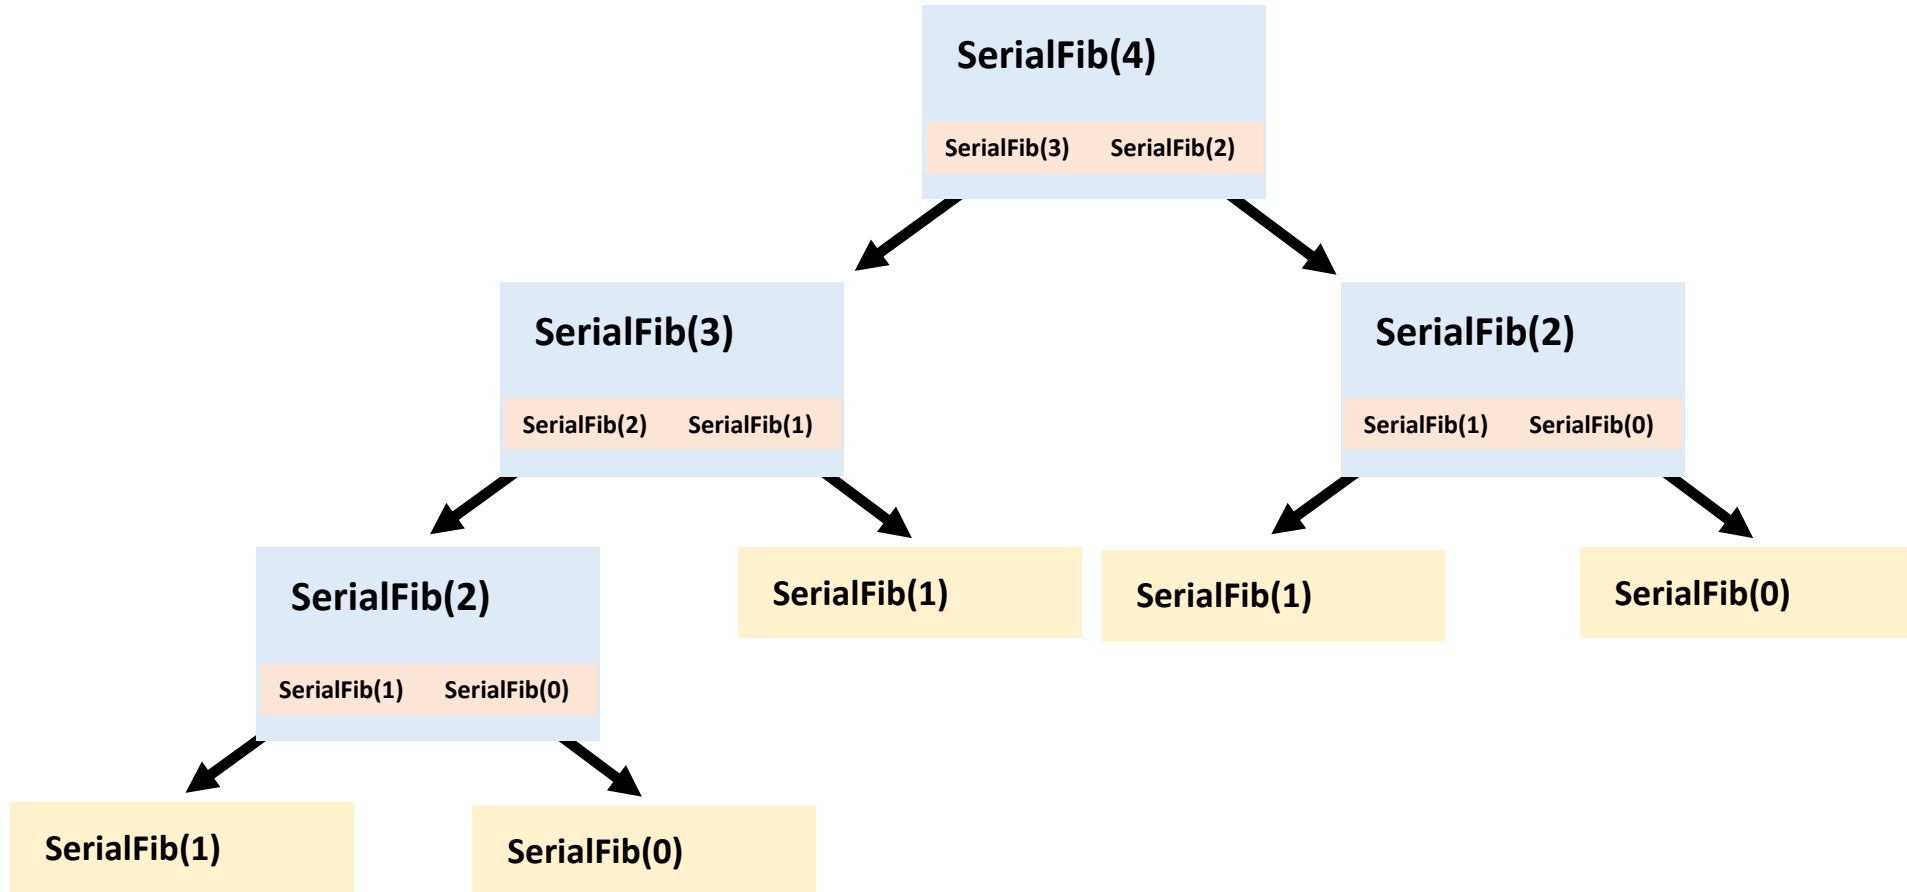 SerialFib(4)
SerialFib(3) SerialFib(2)
SerialFib(3)
SerialFib(2) SerialFib(1)
SerialFib(2)
SerialFib(1) SerialFib(0)
SerialFib(2)
SerialFib(1) SerialFib(0)
SerialFib(1)
SerialFib(1)
SerialFib(0)
SerialFib(1)
SerialFib(0)